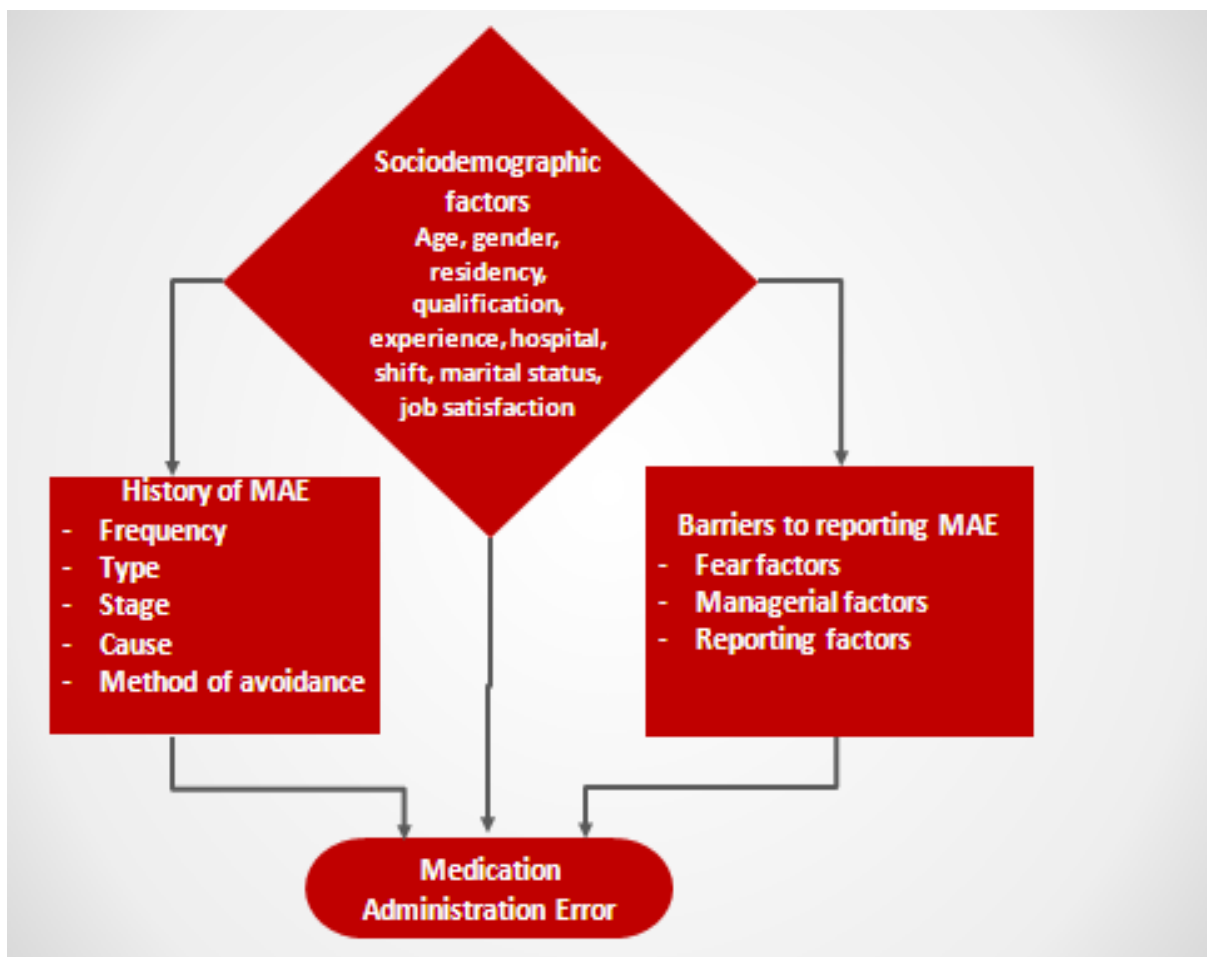 Sociodemographic
factors
Age, gender,
residency,
qualification,
experience, hospital,
shift, marital status,
job satisfaction
History of MAE
- Frequency
- Type
- Stage
- Cause
- Method of avoidance
Barriers to reporting MAE
- Fear factors
- Managerial factors
- Reporting factors
Medication
Administration Error